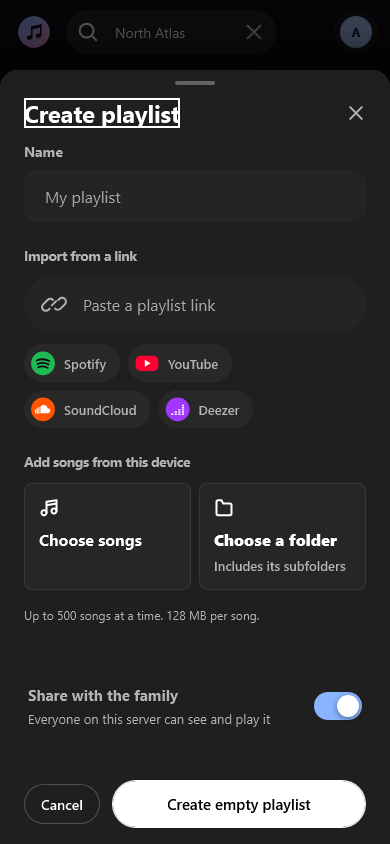 North Atlas
A
Create playlist
Name
My playlist
Import from a link
Paste a playlist link
Spotify
YouTube
SoundCloud
Deezer
Add songs from this device
Choose songs
Choose a folder
Includes its subfolders
Up to 500 songs at a time. 128 MB per song.
Share with the family
Everyone on this server can see and play it
Cancel
Create empty playlist